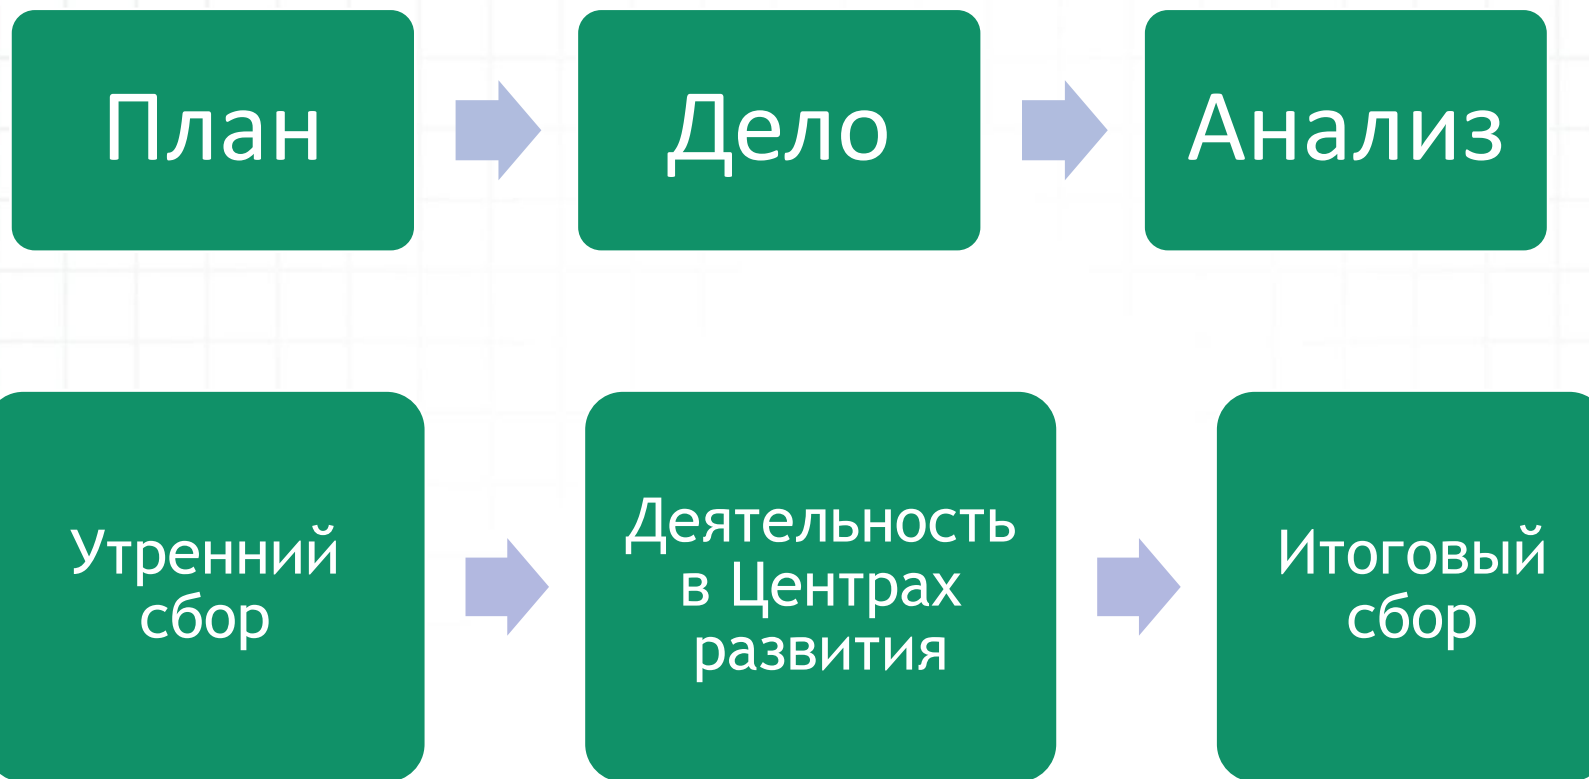 План
Дело
Анализ
Утренний
сбор
Деятельность
в Центрах
развития
Итоговый
сбор